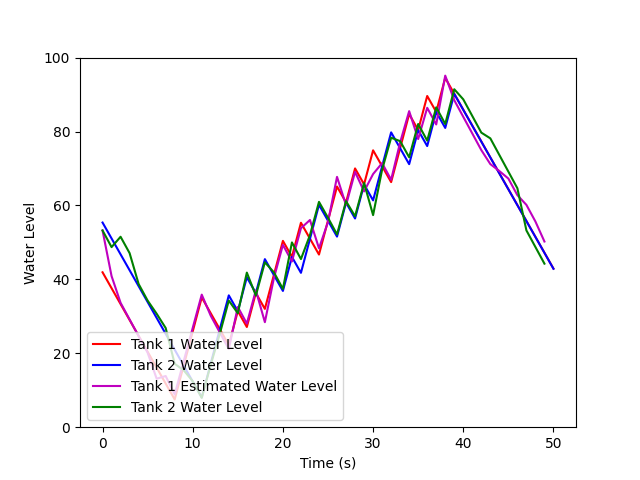 100
80
60
40
20
0
Water Level
Tank 1 Water Level
Tank 2 Water Level
Tank 1 Estimated Water Level
Tank 2 Water Level
0 10 20 30 40 50
Time (s)